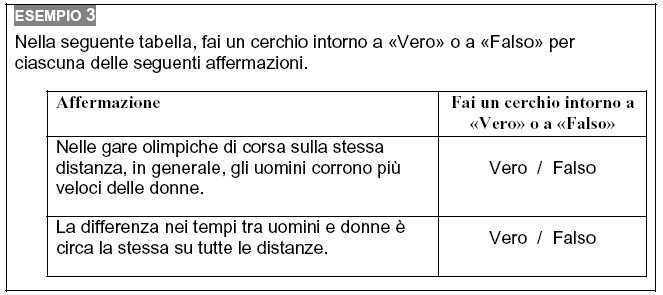 ESEMPIO 3
Nella seguente tabella, fai un cerchio intorno a «Vero» o a «Falso» per
ciascuna delle seguenti affermazioni.
Affermazione
Fai un cerchio intorno a
«Vero» o a «Falso»
Nelle gare olimpiche di corsa sulla stessa
distanza, in generale, gli uomini corrono più
veloci delle donne.
Vero / Falso
La differenza nei tempi tra uomini e donne è
circa la stessa su tutte le distanze.
Vero / Falso